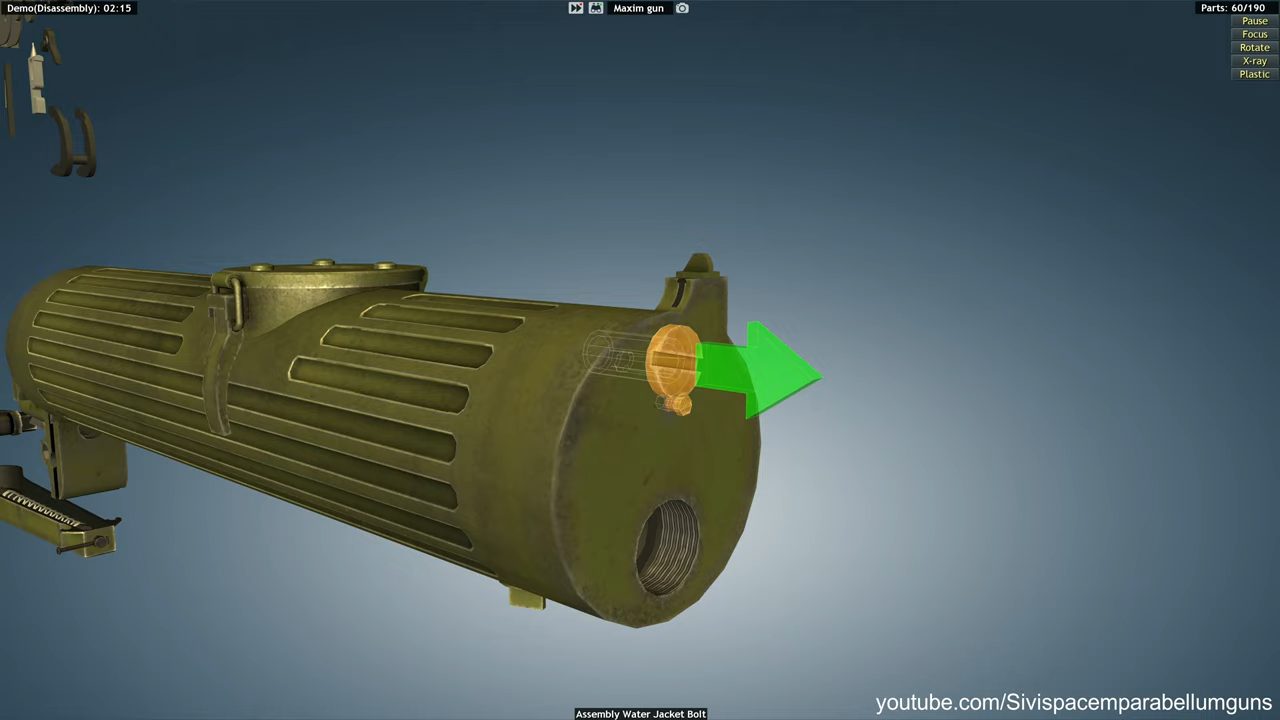 Demo(Disassembly): 02:15
Maxim gun
Parts: 60/190
Pause
Focus
Rotate
X-ray
Plastic
youtube.com/Sivispacemparabellumguns
Assembly Water Jacket Bolt